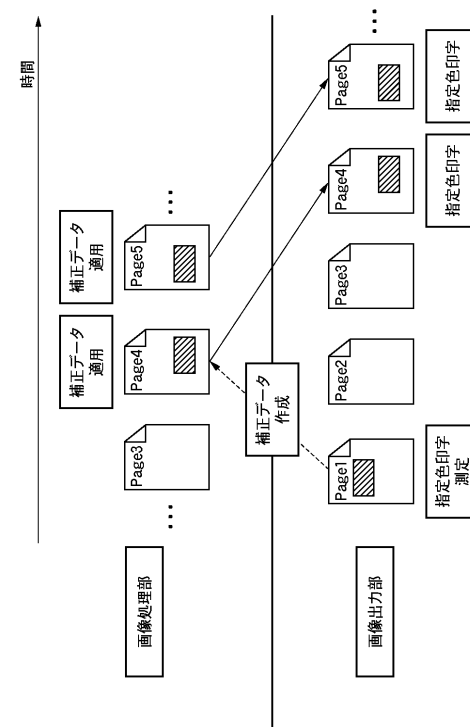 時間
画像処理部
・・・
Page3
Page4
補正データ
適用
Page5
補正データ
適用
・・・
補正データ
作成
画像出力部
Page1
指定色印字
測定
Page2
Page3
Page4
指定色印字
Page5
指定色印字
・・・